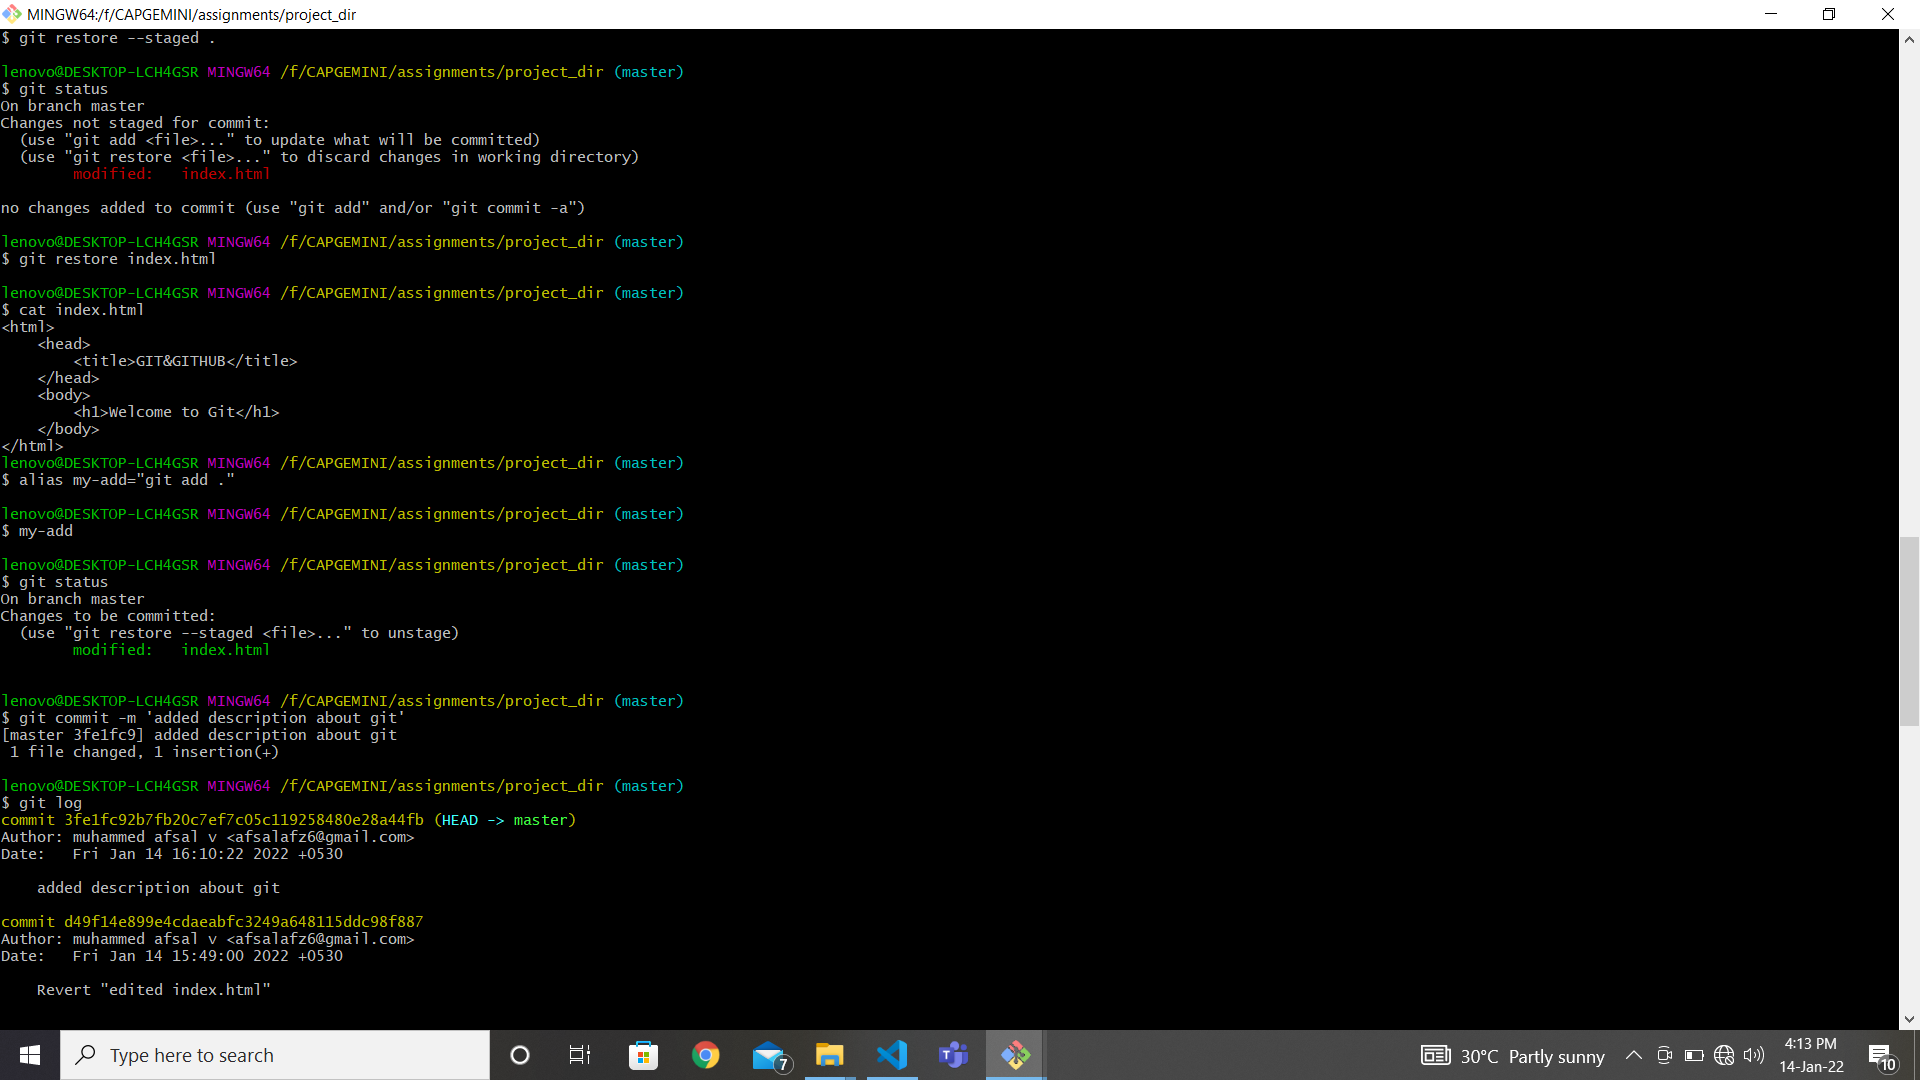 MINGW64:/f/CAPGEMINI/assignments/project_dir
$ git restore --staged .
lenovo@DESKTOP-LCH4GSR MINGW64 /f/CAPGEMINI/assignments/project_dir (master)
$ git status
On branch master
Changes not staged for commit:
  (use "git add <file>..." to update what will be committed)
  (use "git restore <file>..." to discard changes in working directory)
        modified:   index.html
no changes added to commit (use "git add" and/or "git commit -a")
lenovo@DESKTOP-LCH4GSR MINGW64 /f/CAPGEMINI/assignments/project_dir (master)
$ git restore index.html
lenovo@DESKTOP-LCH4GSR MINGW64 /f/CAPGEMINI/assignments/project_dir (master)
$ cat index.html
<html>
    <head>
        <title>GIT&GITHUB</title>
    </head>
    <body>
        <h1>Welcome to Git</h1>
    </body>
</html>
lenovo@DESKTOP-LCH4GSR MINGW64 /f/CAPGEMINI/assignments/project_dir (master)
$ alias my-add="git add ."
lenovo@DESKTOP-LCH4GSR MINGW64 /f/CAPGEMINI/assignments/project_dir (master)
$ my-add
lenovo@DESKTOP-LCH4GSR MINGW64 /f/CAPGEMINI/assignments/project_dir (master)
$ git status
On branch master
Changes to be committed:
  (use "git restore --staged <file>..." to unstage)
        modified:   index.html
lenovo@DESKTOP-LCH4GSR MINGW64 /f/CAPGEMINI/assignments/project_dir (master)
$ git commit -m 'added description about git'
[master 3fe1fc9] added description about git
 1 file changed, 1 insertion(+)
lenovo@DESKTOP-LCH4GSR MINGW64 /f/CAPGEMINI/assignments/project_dir (master)
$ git log
commit 3fe1fc92b7fb20c7ef7c05c119258480e28a44fb (HEAD -> master)
Author: muhammed afsal v <afsalafz6@gmail.com>
Date:   Fri Jan 14 16:10:22 2022 +0530
    added description about git
commit d49f14e899e4cdaeabfc3249a648115ddc98f887
Author: muhammed afsal v <afsalafz6@gmail.com>
Date:   Fri Jan 14 15:49:00 2022 +0530
    Revert "edited index.html"
Type here to search
7
30°C Partly sunny
4:13 PM
14-Jan-22
10